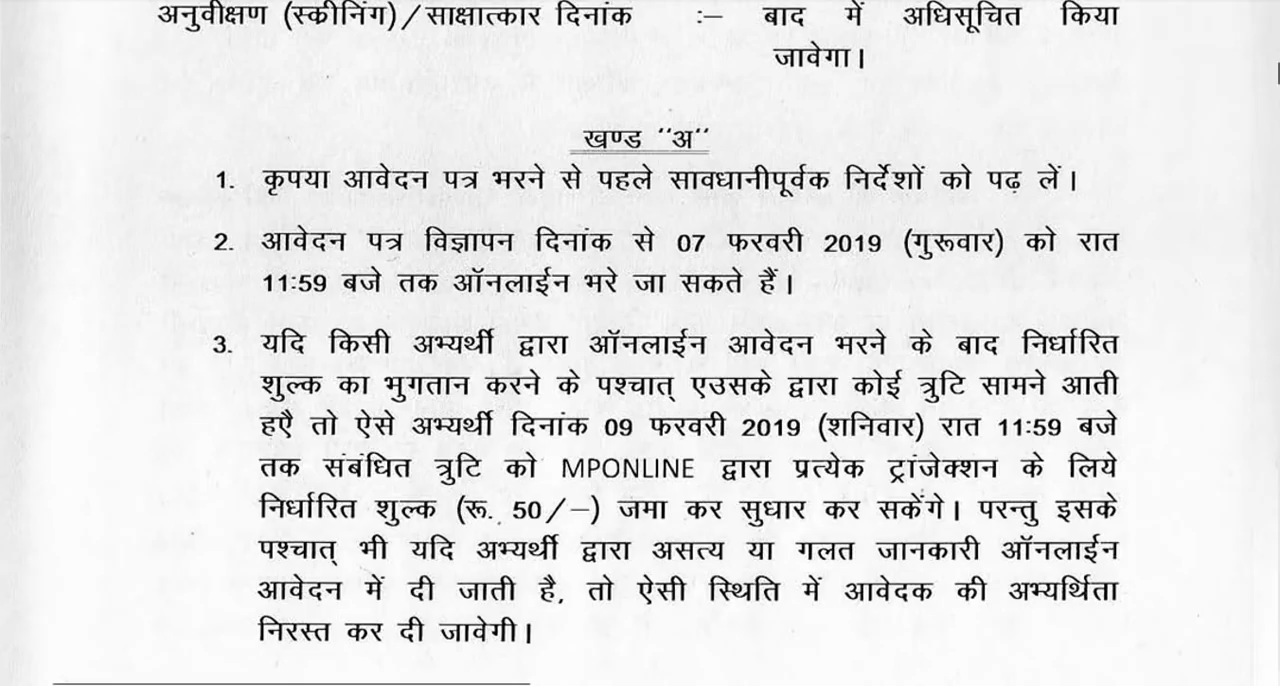 अनुवीक्षण (स्क्रीनिंग)/साक्षात्कार दिनांक :– बाद में अधिसूचित किया
जावेगा।
खण्ड "अ"
1. कृपया आवेदन पत्र भरने से पहले सावधानीपूर्वक निर्देशों को पढ़ लें।
2. आवेदन पत्र विज्ञापन दिनांक से 07 फरवरी 2019 (गुरूवार) को रात
11:59 बजे तक ऑनलाईन भरे जा सकते हैं।
3. यदि किसी अभ्यर्थी द्वारा ऑनलाईन आवेदन भरने के बाद निर्धारित
शुल्क का भुगतान करने के पश्चात् एउसके द्वारा कोई त्रुटि सामने आती
हएै तो ऐसे अभ्यर्थी दिनांक 09 फरवरी 2019 (शनिवार) रात 11:59 बजे
तक संबंधित त्रुटि को MPONLINE द्वारा प्रत्येक ट्रांजेक्शन के लिये
निर्धारित शुल्क (रू. 50/–) जमा कर सुधार कर सकेंगे। परन्तु इसके
पश्चात् भी यदि अभ्यर्थी द्वारा असत्य या गलत जानकारी ऑनलाईन
आवेदन में दी जाती है, तो ऐसी स्थिति में आवेदक की अभ्यर्थिता
निरस्त कर दी जावेगी।